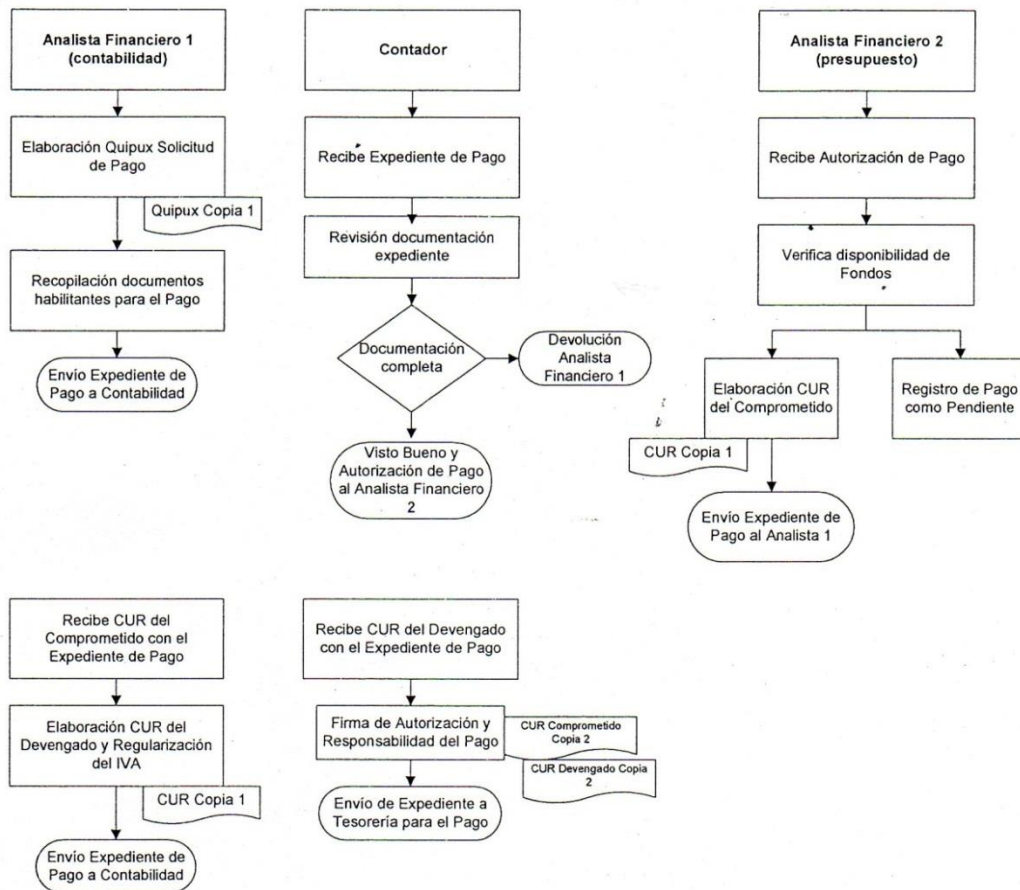 Analista Financiero 1
(contabilidad)
Elaboración Quipux Solicitud
de Pago
Quipux Copia 1
Recopilación documentos
habilitantes para el Pago
Envío Expediente de
Pago a Contabilidad
Contador
Recibe Expediente de Pago
Revisión documentación
expediente
Documentación
completa
Devolución
Analista
Financiero 1
Visto Bueno y
Autorización de Pago
al Analista Financiero
2
Analista Financiero 2
(presupuesto)
Recibe Autorización de Pago
Verifica disponibilidad de
Fondos
Elaboración CUR
del Comprometido
CUR Copia 1
Registro de Pago
como Pendiente
Envío Expediente de
Pago al Analista 1
Recibe CUR del
Comprometido con el
Expediente de Pago
Elaboración CUR del
Devengado y Regularización
del IVA
CUR Copia 1
Envío Expediente de
Pago a Contabilidad
Recibe CUR del Devengado
con el Expediente de Pago
Firma de Autorización y
Responsabilidad del Pago
CUR Comprometido
Copia 2
CUR Devengado Copia
2
Envío de Expediente a
Tesorería para el Pago